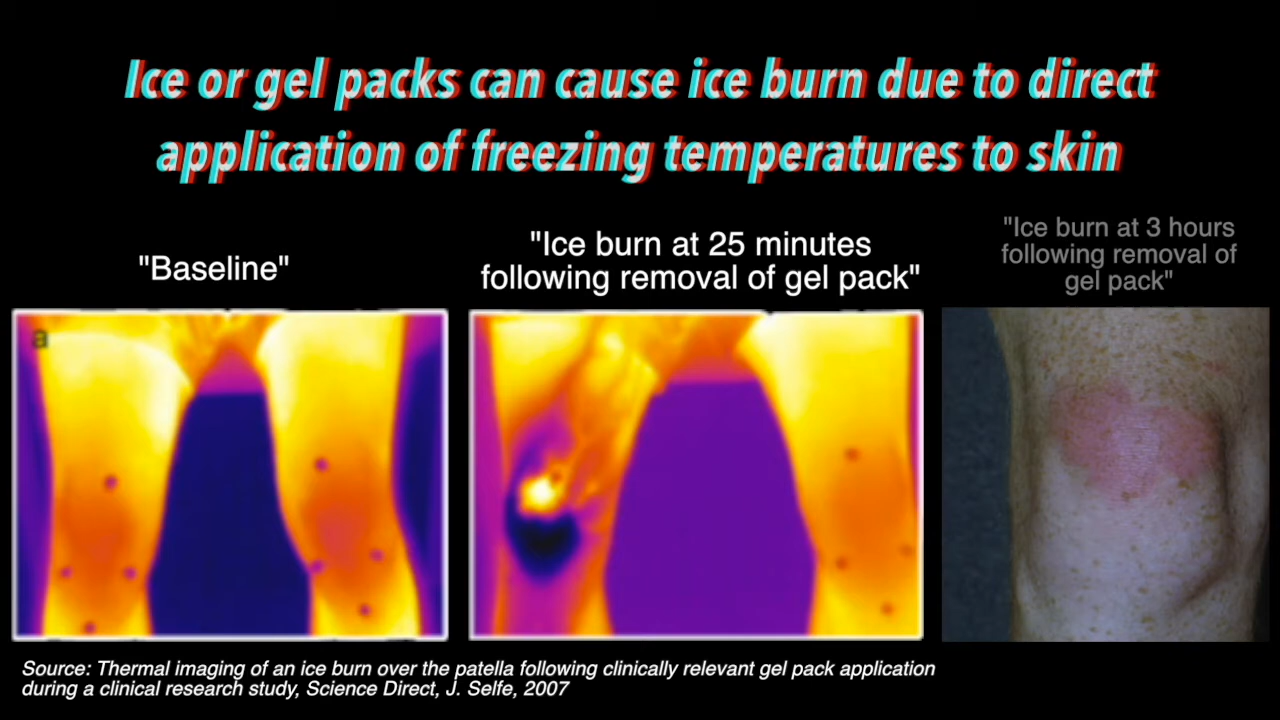 Ice or gel packs can cause ice burn due to direct
application of freezing temperatures to skin
"Baseline"
"Ice burn at 25 minutes
following removal of gel pack"
"Ice burn at 3 hours
following removal of
gel pack"
a
Source: Thermal imaging of an ice burn over the patella following clinically relevant gel pack application
during a clinical research study, Science Direct, J. Selfe, 2007